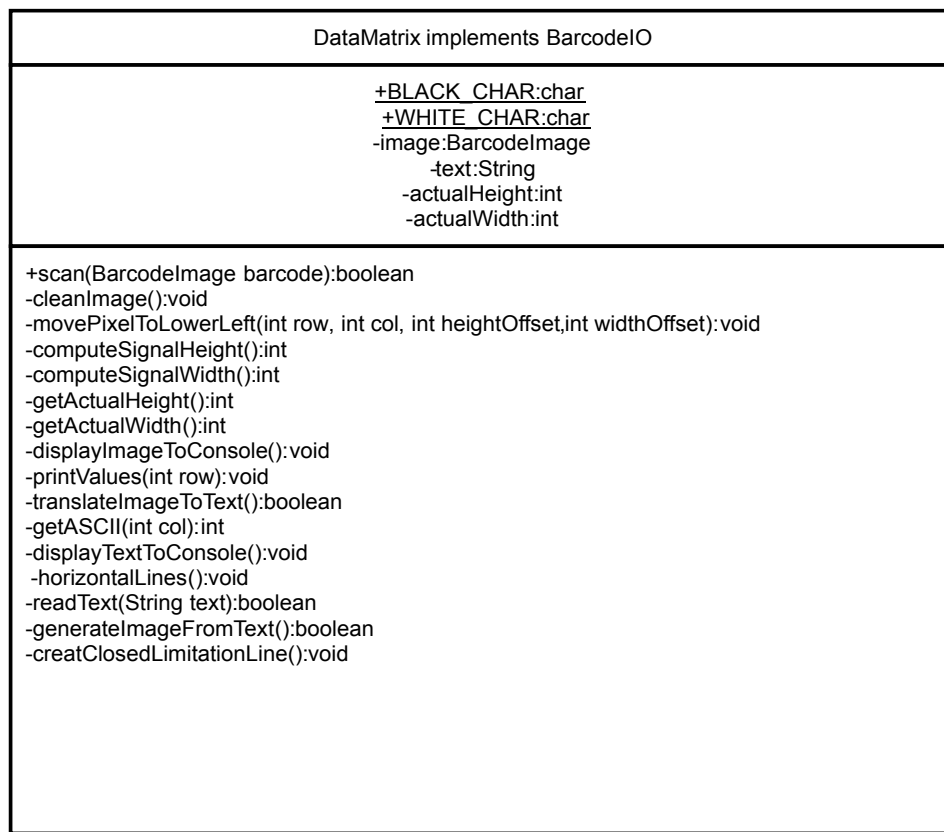 DataMatrix implements BarcodeIO
+BLACK_CHAR:char
+WHITE_CHAR:char
-image:BarcodeImage
-text:String
-actualHeight:int
-actualWidth:int
+scan(BarcodeImage barcode):boolean
-cleanImage():void
-movePixelToLowerLeft(int row, int col, int heightOffset,int widthOffset):void
-computeSignalHeight():int
-computeSignalWidth():int
-getActualHeight():int
-getActualWidth():int
-displayImageToConsole():void
-printValues(int row):void
-translateImageToText():boolean
-getASCII(int col):int
-displayTextToConsole():void
-horizontalLines():void
-readText(String text):boolean
-generateImageFromText():boolean
-creatClosedLimitationLine():void